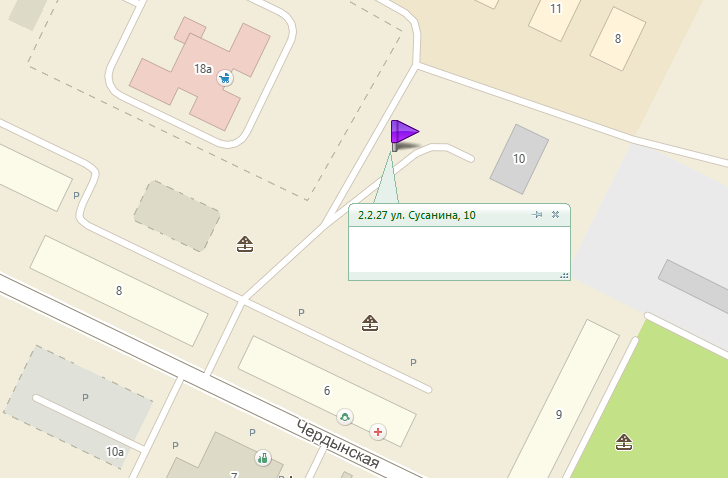 11
8
18а
10
P
2.2.27 ул. Сусанина, 10
8
P
P
6
P
9
Чердынская
P
P
10а
7